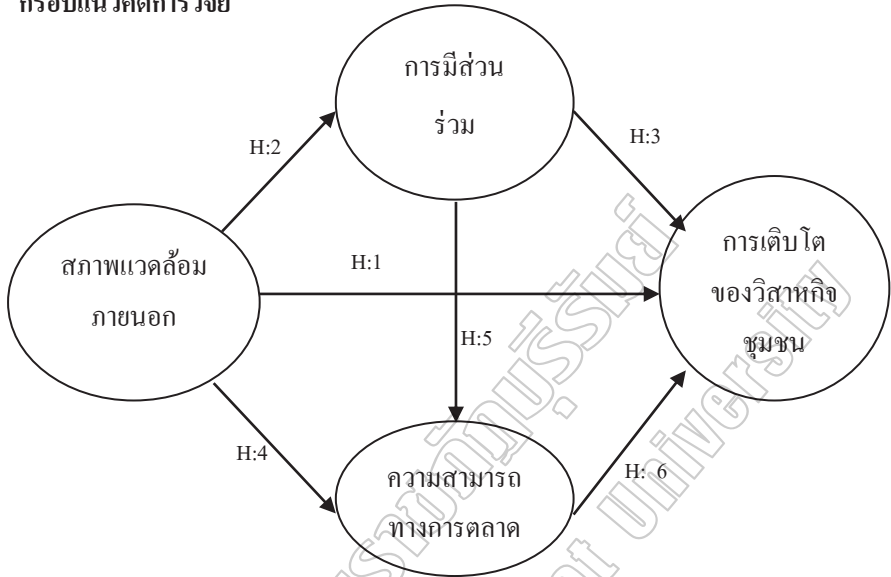 กรอบแนวคิดการวิจัย
การมีส่วน
ร่วม
H:2
H:3
สภาพแวดล้อม
ภายนอก
H:1
การเติบโต
ของวิสาหกิจ
ชุมชน
H:5
H:4
ความสามารถ
ทางการตลาด
H: 6
University